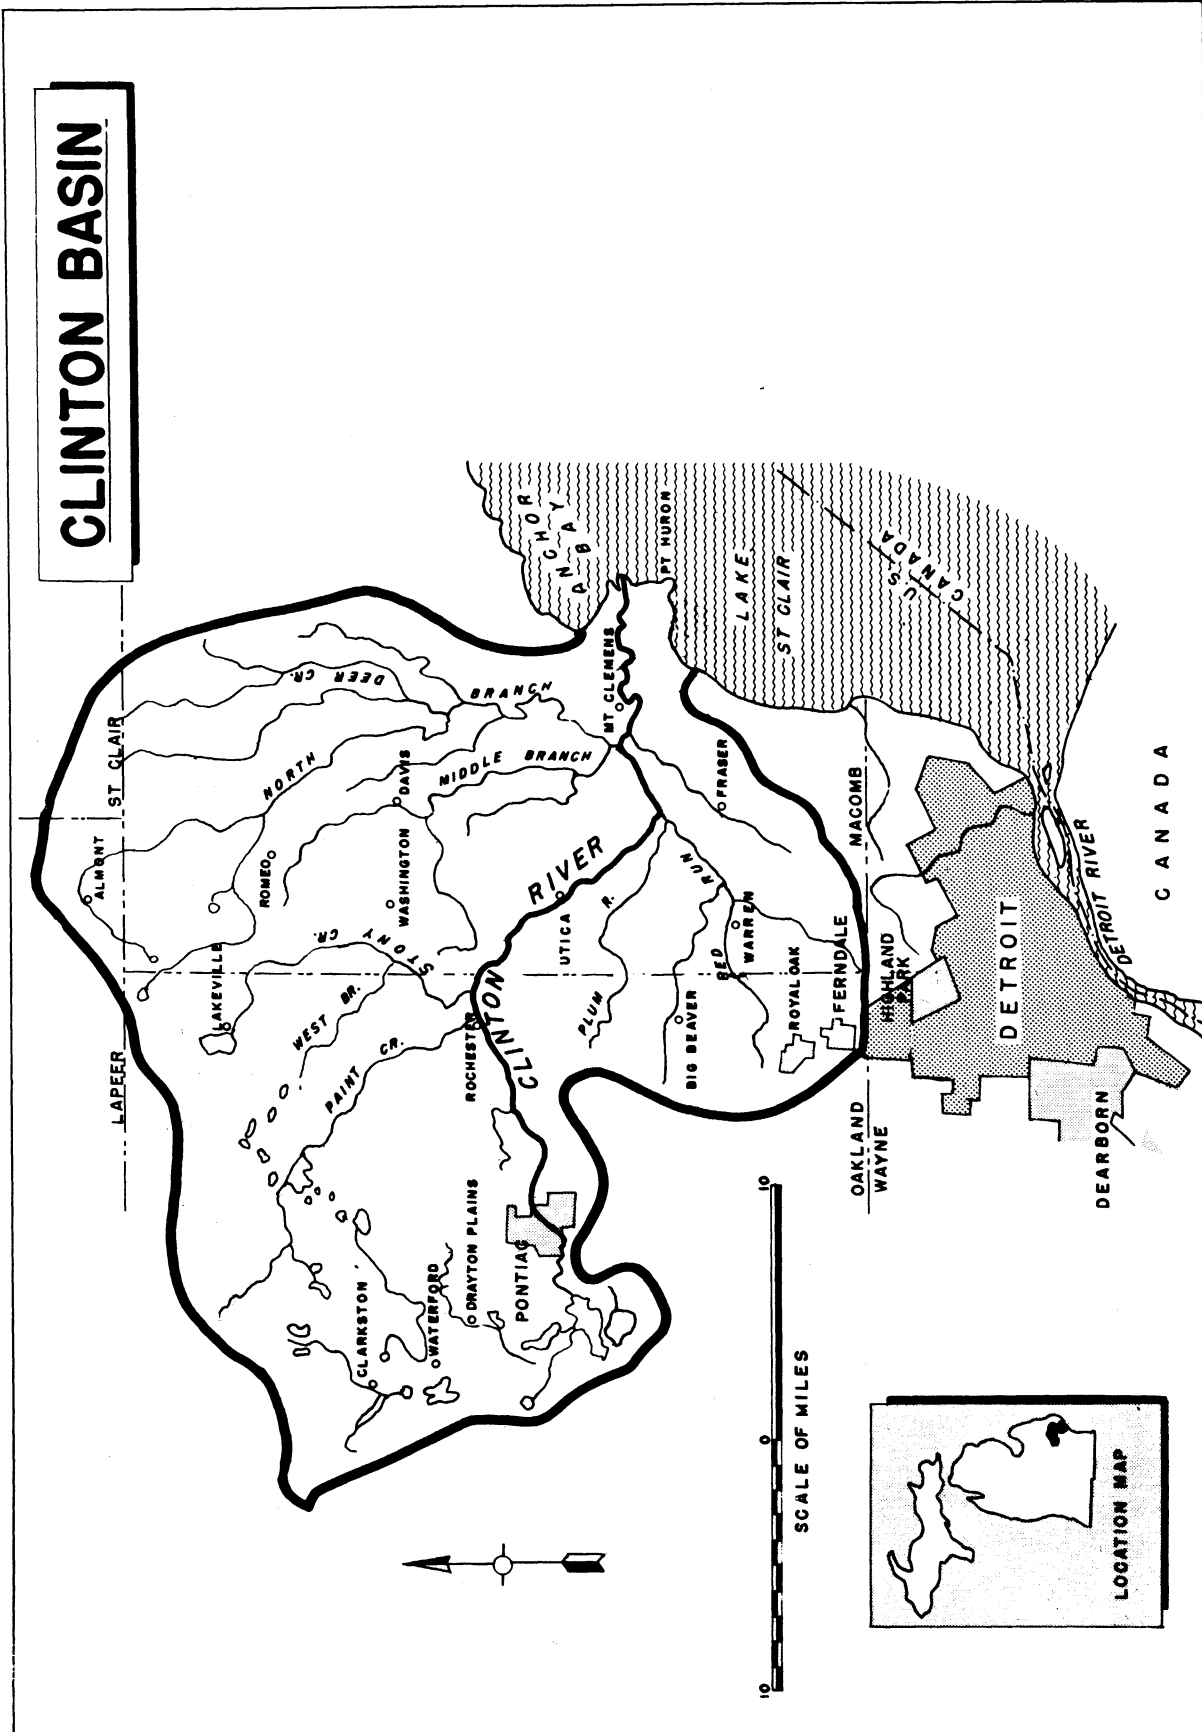 CLINTON BASIN
LAPEER
ST CLAIR
ALMONT
LAKEVILLE
ROMEO
NORTH
BRANCH
DEER CR.
WEST BR.
STONY CR.
WASHINGTON
DAVIS
MIDDLE BRANCH
PAINT CR.
CLARKSTON
WATERFORD
DRAYTON PLAINS
PONTIAC
ROCHESTER
CLINTON RIVER
UTICA
MT CLEMENS
ANCHOR
BAY
PT HURON
PLUM R.
RED RUN
BIG BEAVER
WARREN
FRASER
ROYAL OAK
FERNDALE
LAKE
ST CLAIR
U.S.
CANADA
OAKLAND
WAYNE
MACOMB
HIGHLAND
PARK
DETROIT
DEARBORN
DETROIT RIVER
CANADA
10 0 10
SCALE OF MILES
LOCATION MAP